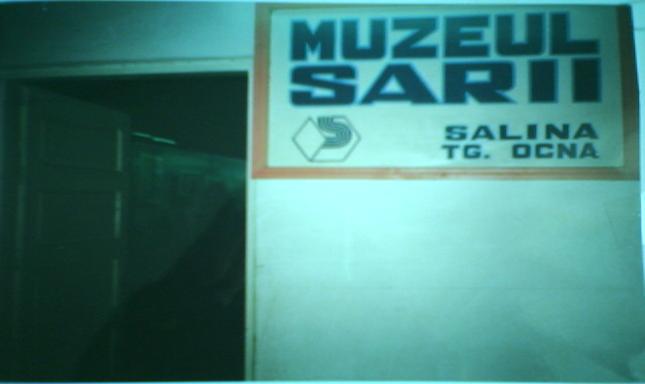 MUZEUL
SARII
SALINA
TG. OCNA